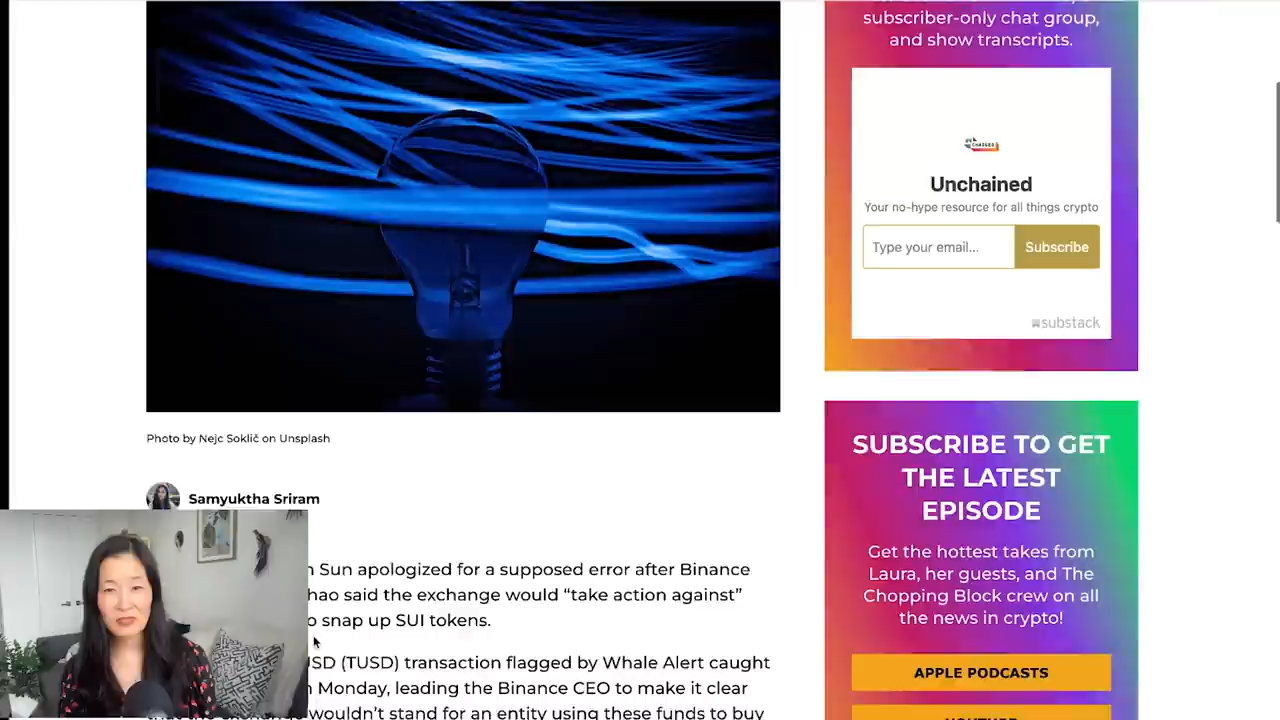 subscriber-only chat group,
and show transcripts.
Unchained
Your no-hype resource for all things crypto
Type your email...
Subscribe
substack
Photo by Nejc Soklič on Unsplash
Samyuktha Sriram
Sun apologized for a supposed error after Binance
hao said the exchange would “take action against”
o snap up SUI tokens.
USD (TUSD) transaction flagged by Whale Alert caught
n Monday, leading the Binance CEO to make it clear
wouldn’t stand for an entity using these funds to buy
SUBSCRIBE TO GET
THE LATEST
EPISODE
Get the hottest takes from
Laura, her guests, and The
Chopping Block crew on all
the news in crypto!
APPLE PODCASTS